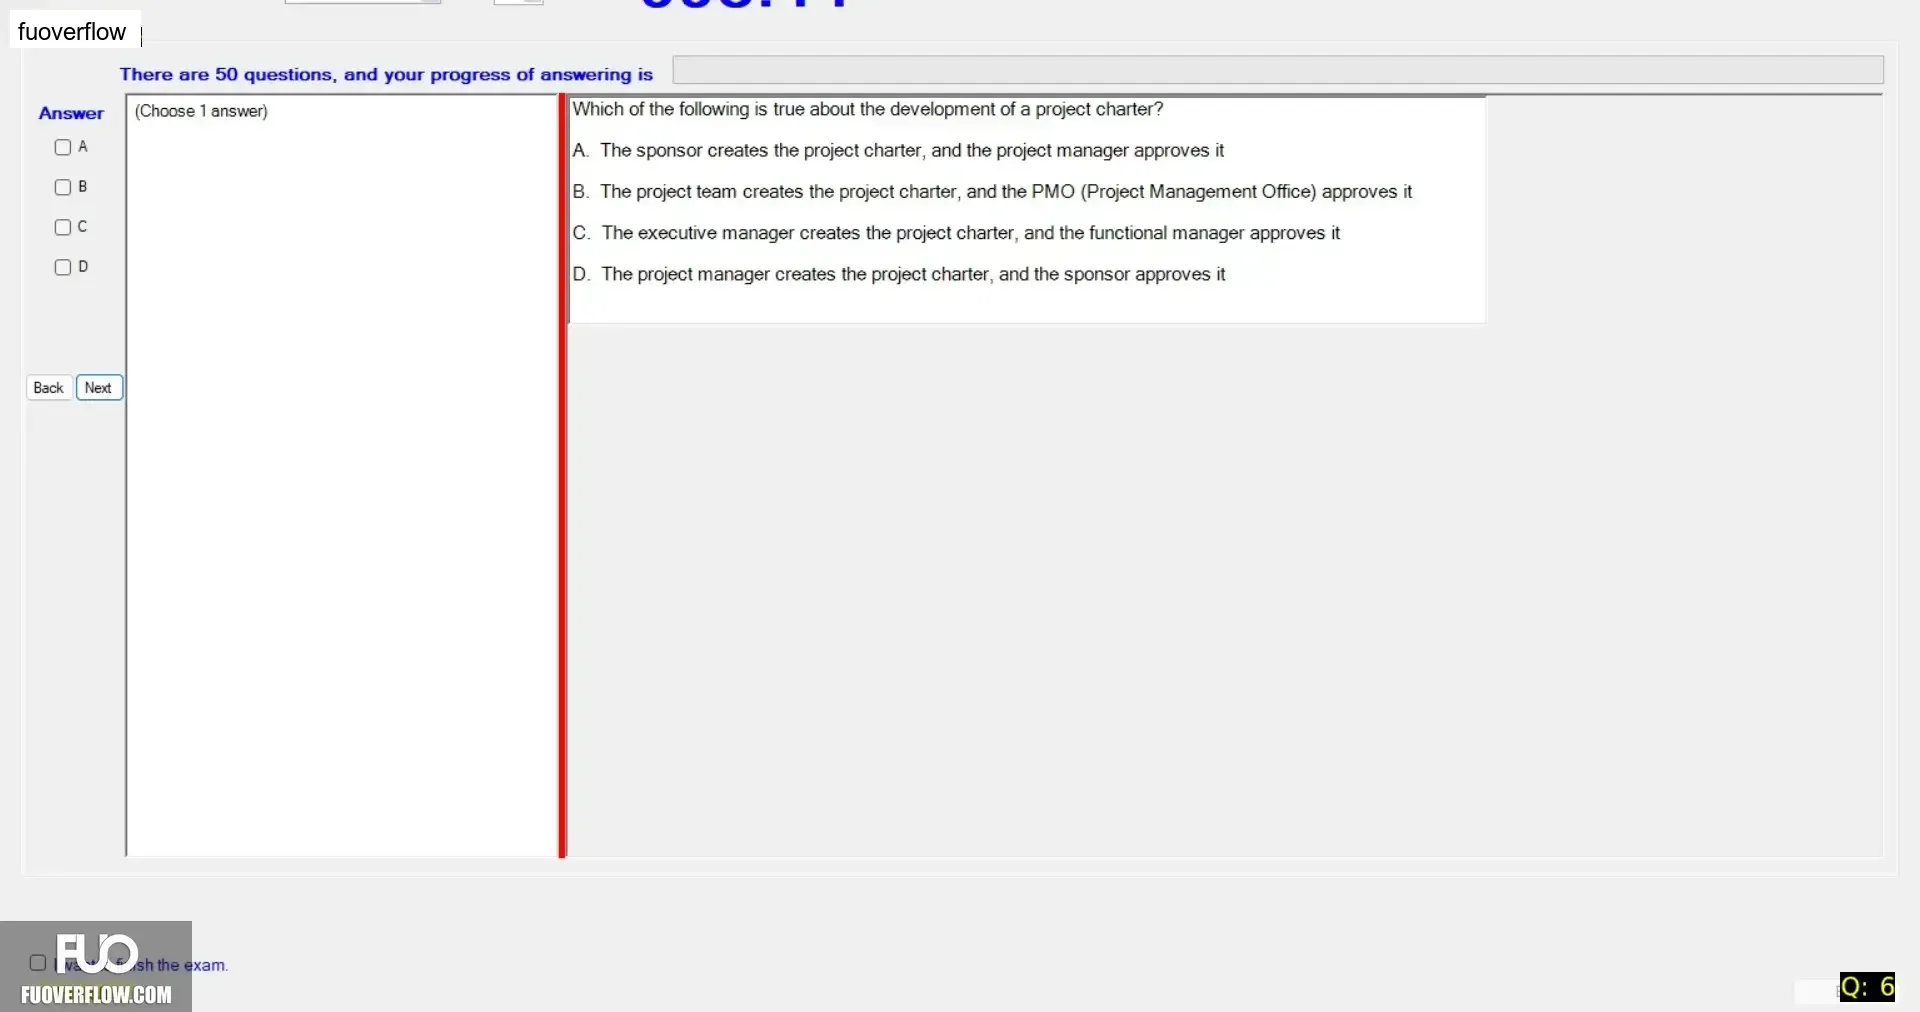 fuoverflow
There are 50 questions, and your progress of answering is
Answer
(Choose 1 answer)
A
B
C
D
Back Next
Which of the following is true about the development of a project charter?
A. The sponsor creates the project charter, and the project manager approves it
B. The project team creates the project charter, and the PMO (Project Management Office) approves it
C. The executive manager creates the project charter, and the functional manager approves it
D. The project manager creates the project charter, and the sponsor approves it
FUO
the exam.
FUOVERFLOW.COM
Q: 6